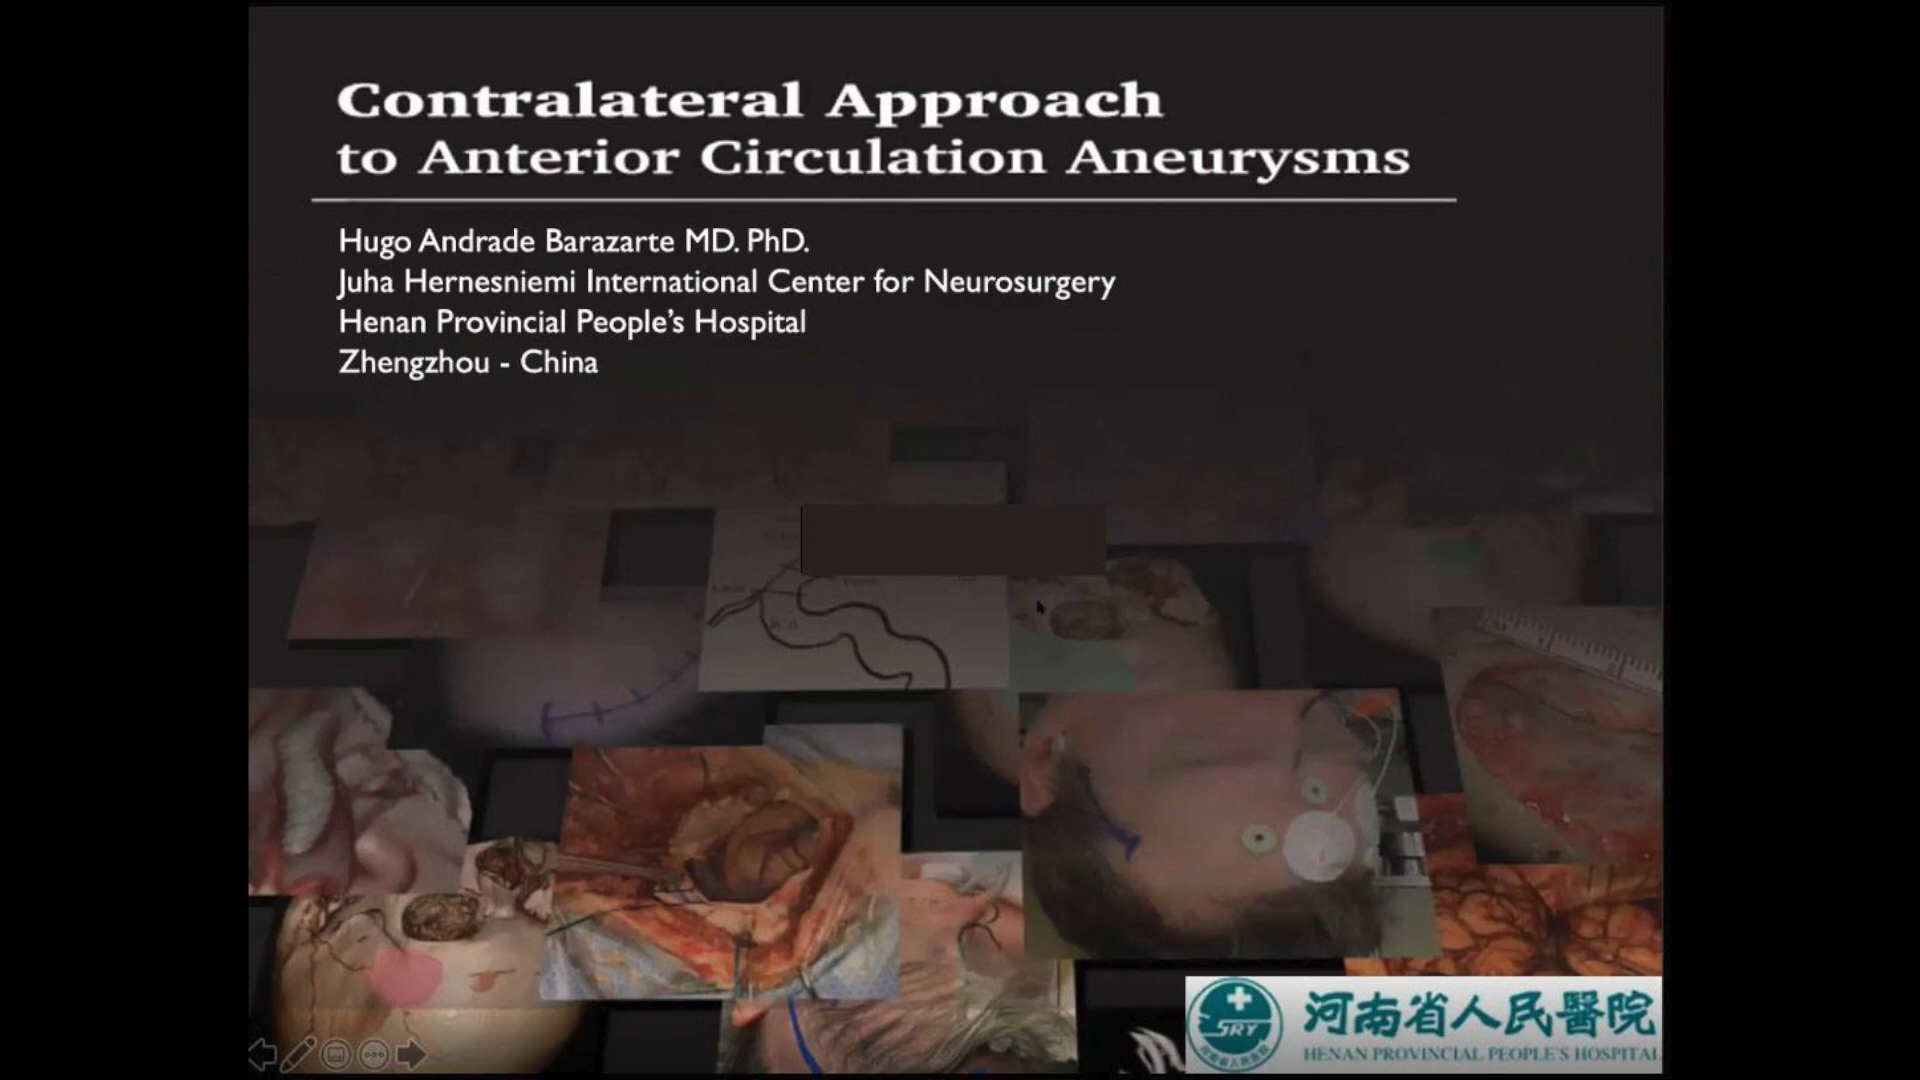 Contralateral Approach
to Anterior Circulation Aneurysms
Hugo Andrade Barazarte MD. PhD.
Juha Hernesniemi International Center for Neurosurgery
Henan Provincial People’s Hospital
Zhengzhou - China
SRY
河南省人民醫院
HENAN PROVINCIAL PEOPLE'S HOSPITAL